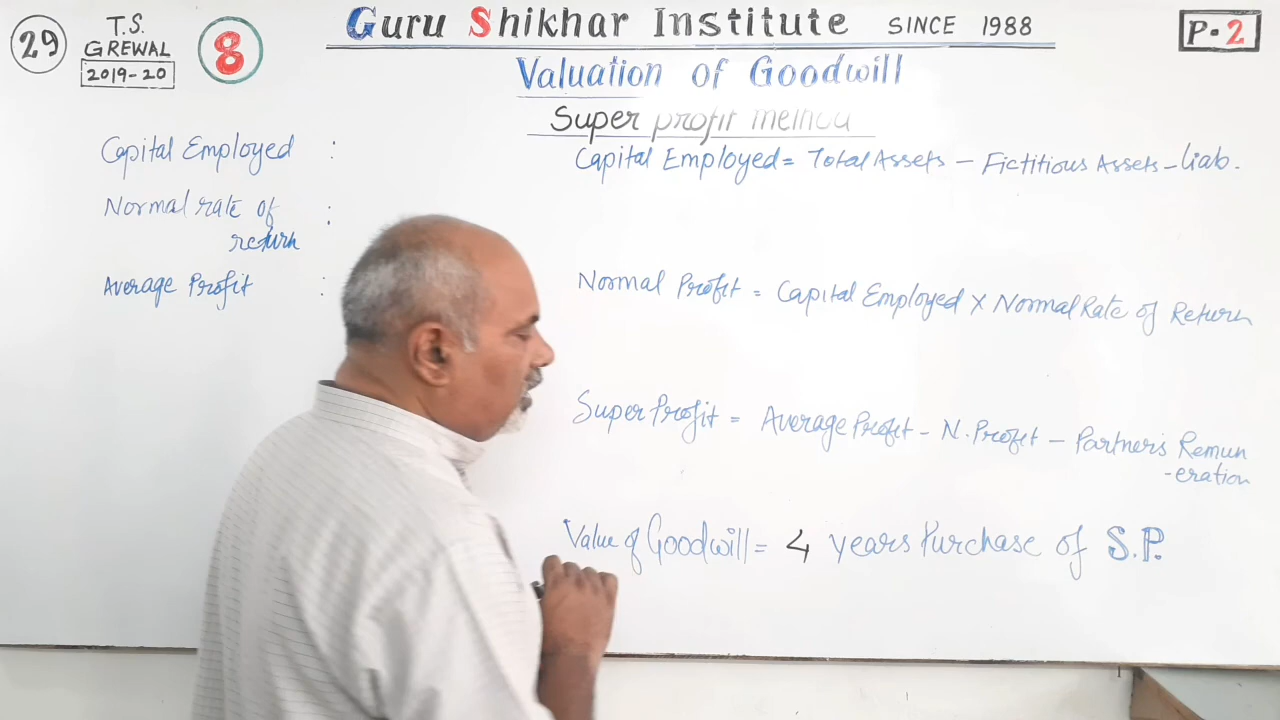 29
T.S.
GREWAL
2019-20
8
Guru Shikhar Institute SINCE 1988
P.2
Valuation of Goodwill
Super profit method
Capital Employed :
Capital Employed = Total Assets - Fictitious Assets - Liab.
Normal rate of :
return
Average Profit :
Normal Profit = Capital Employed X Normal Rate of Return
Super Profit = Average Profit - N. Profit - Partner's Remun
-eration
Value of Goodwill = 4 years Purchase of S.P.